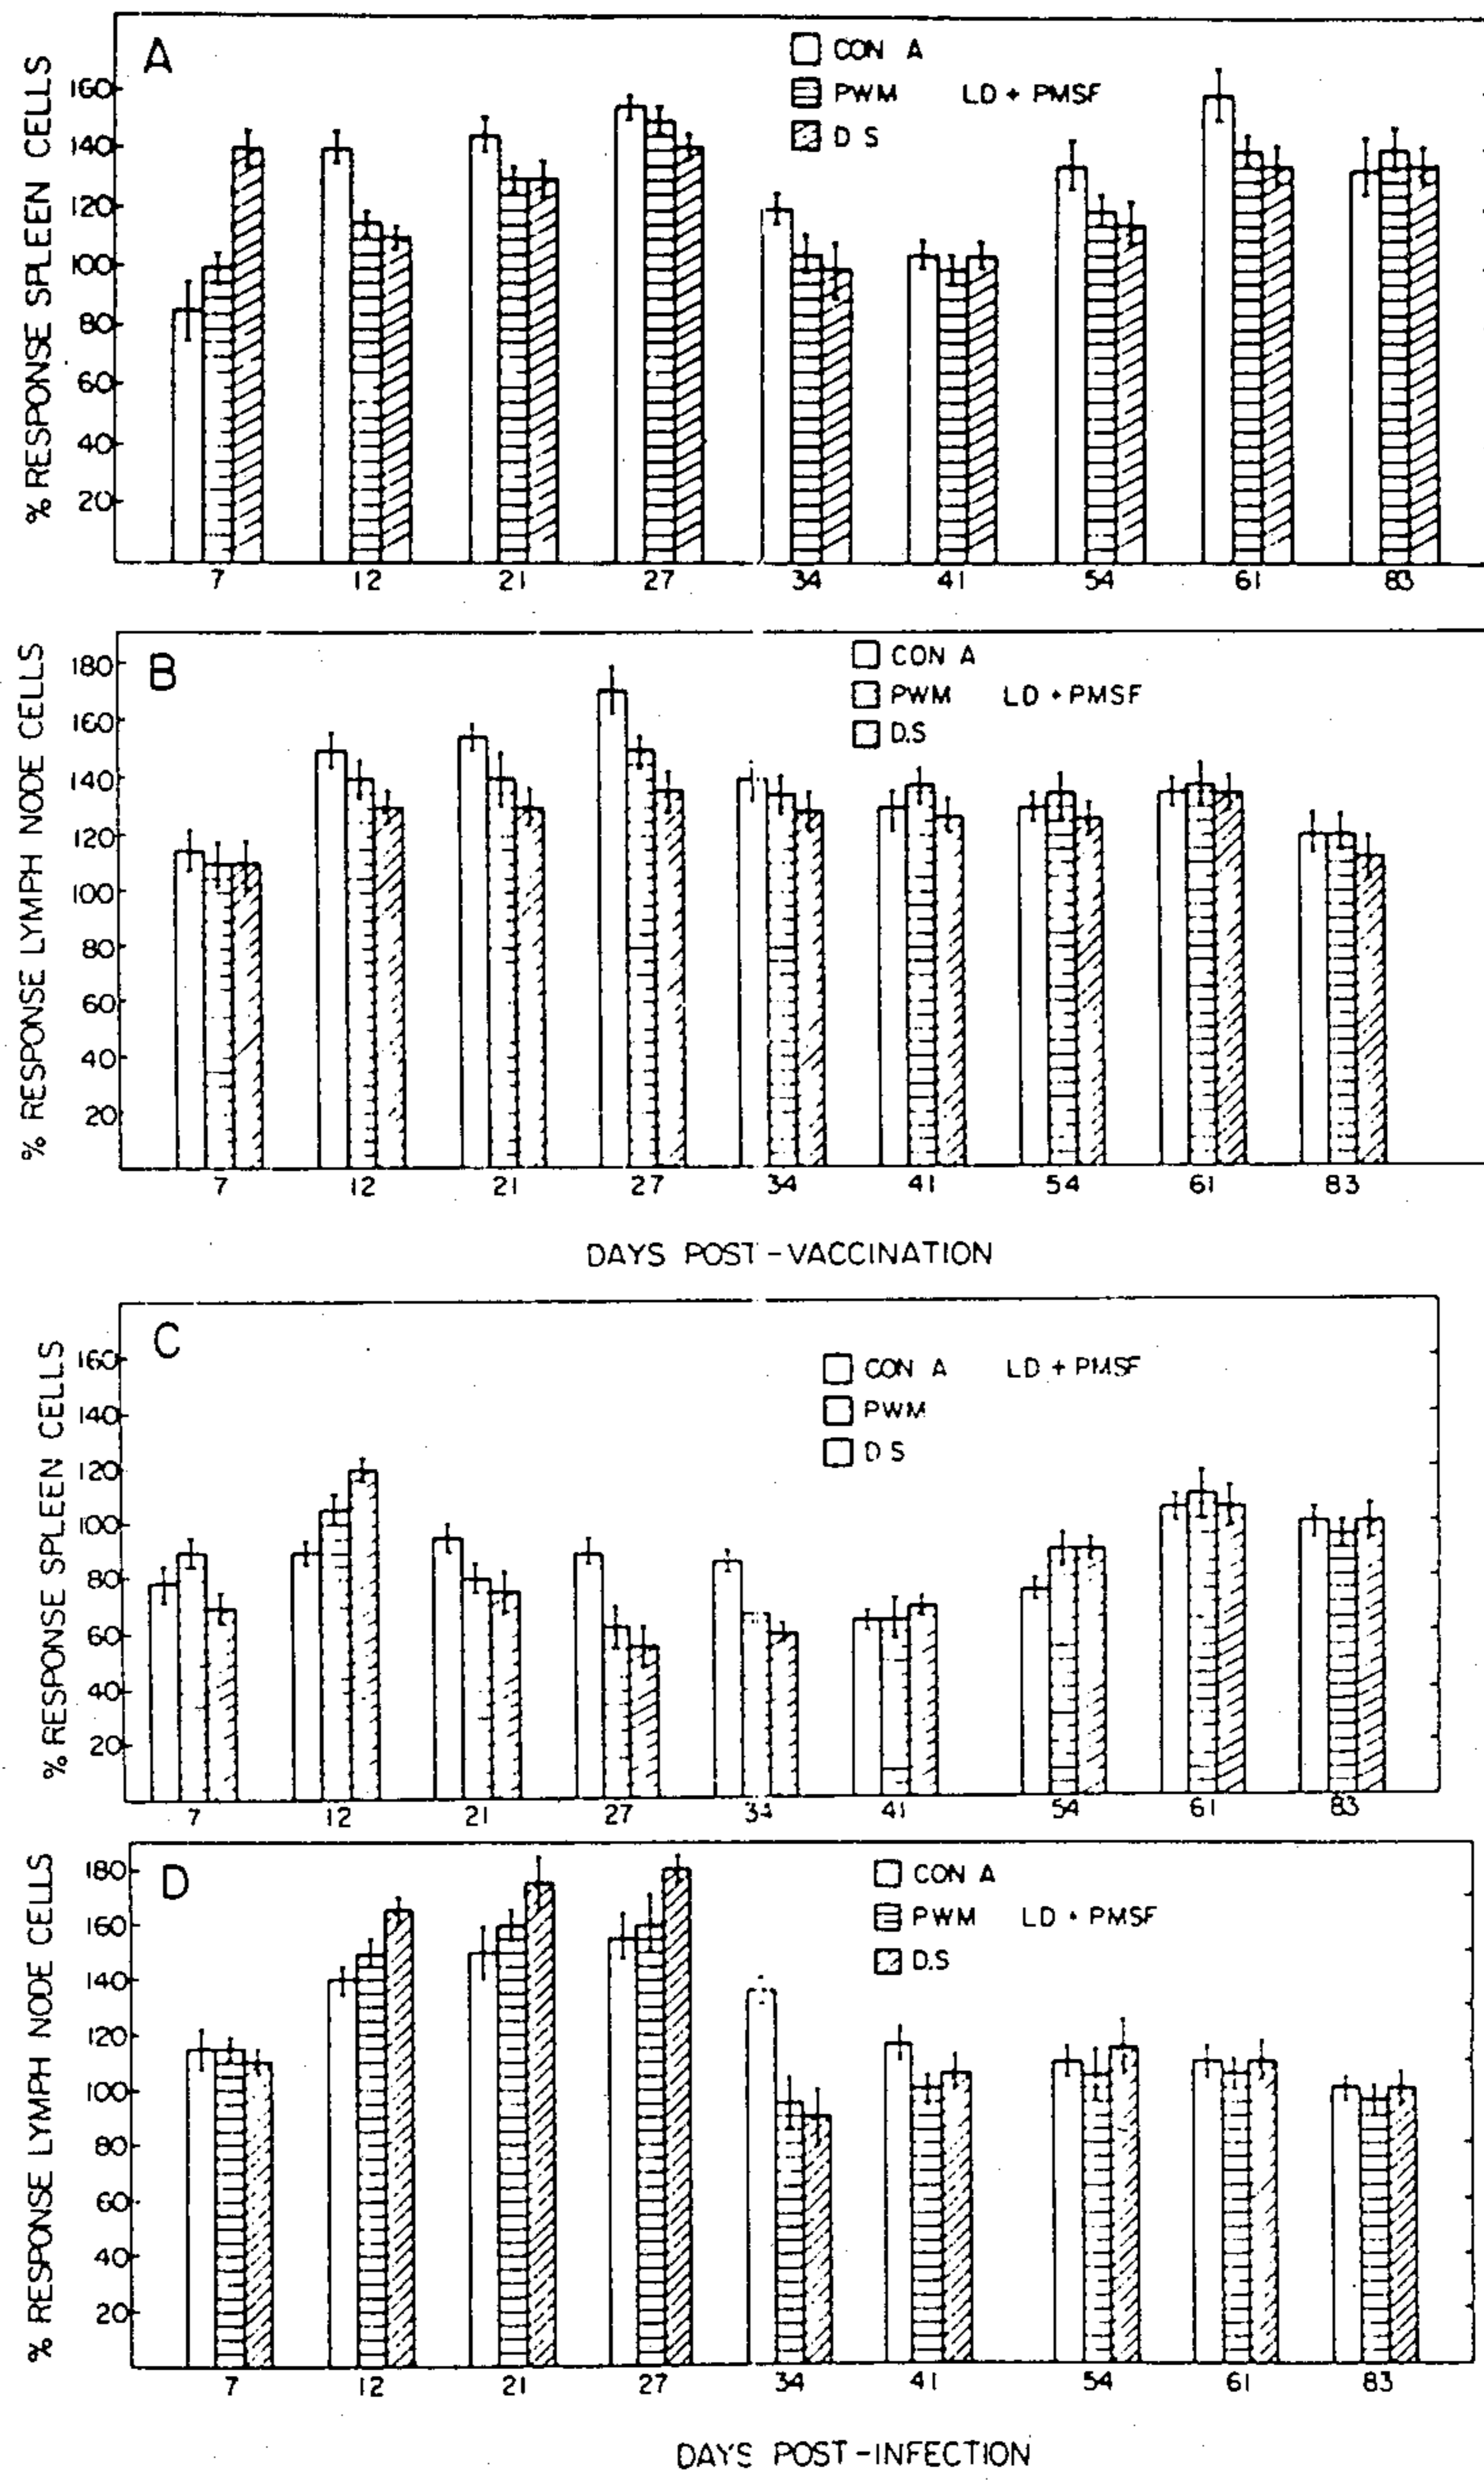 A
CON A
PWM LD + PMSF
D S
% RESPONSE SPLEEN CELLS
160
140
120
100
80
60
40
20
7 12 21 27 34 41 54 61 83
B
CON A
PWM LD + PMSF
D.S
% RESPONSE LYMPH NODE CELLS
180
160
140
120
100
80
60
40
20
7 12 21 27 34 41 54 61 83
DAYS POST-VACCINATION
C
CON A LD + PMSF
PWM
D S
% RESPONSE SPLEEN CELLS
160
140
120
100
80
60
40
20
7 12 21 27 34 41 54 61 83
D
CON A
PWM LD + PMSF
D.S
% RESPONSE LYMPH NODE CELLS
180
160
140
120
100
80
60
40
20
7 12 21 27 34 41 54 61 83
DAYS POST-INFECTION